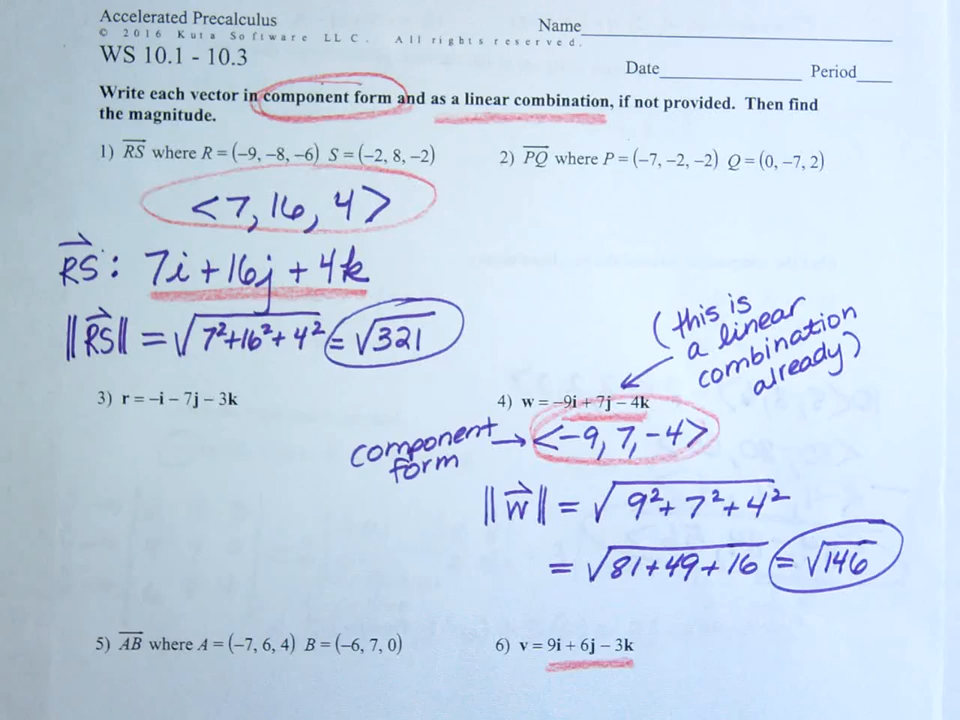 Accelerated Precalculus
Name
© 2016 Kuta Software LLC. All rights reserved.
WS 10.1 - 10.3
Date Period
Write each vector in component form and as a linear combination, if not provided. Then find
the magnitude.
1) RS where R = (−9, −8, −6) S = (−2, 8, −2)
2) PQ where P = (−7, −2, −2) Q = (0, −7, 2)
<7, 16, 4>
RS: 7i + 16j + 4k
||RS|| = √7²+16²+4² = √321
(this is
a linear
combination
already)
3) r = −i − 7j − 3k
4) w = −9i + 7j − 4k
component
form
→ <−9, 7, −4>
||w|| = √9²+7²+4²
= √81+49+16 = √146
5) AB where A = (−7, 6, 4) B = (−6, 7, 0)
6) v = 9i + 6j − 3k